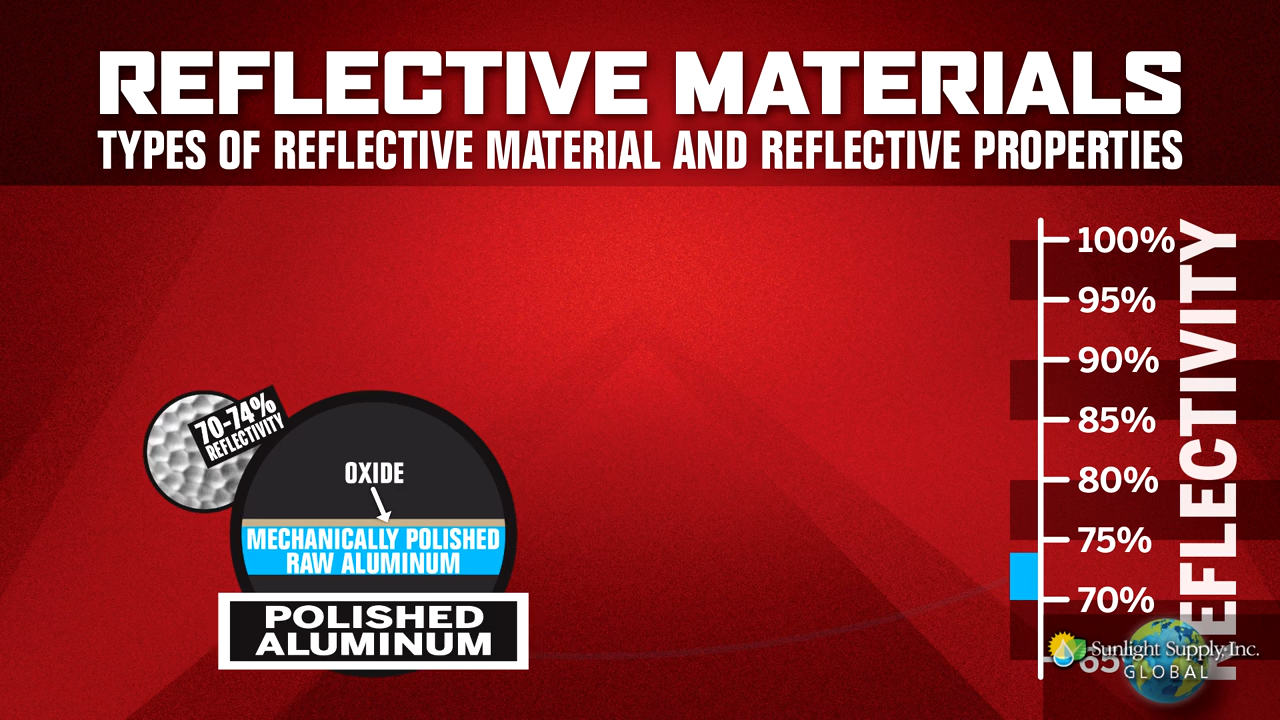 REFLECTIVE MATERIALS
TYPES OF REFLECTIVE MATERIAL AND REFLECTIVE PROPERTIES
70-74%
REFLECTIVITY
OXIDE
MECHANICALLY POLISHED
RAW ALUMINUM
POLISHED
ALUMINUM
100%
95%
90%
85%
80%
75%
70%
65
REFLECTIVITY
Sunlight Supply, Inc.
GLOBAL